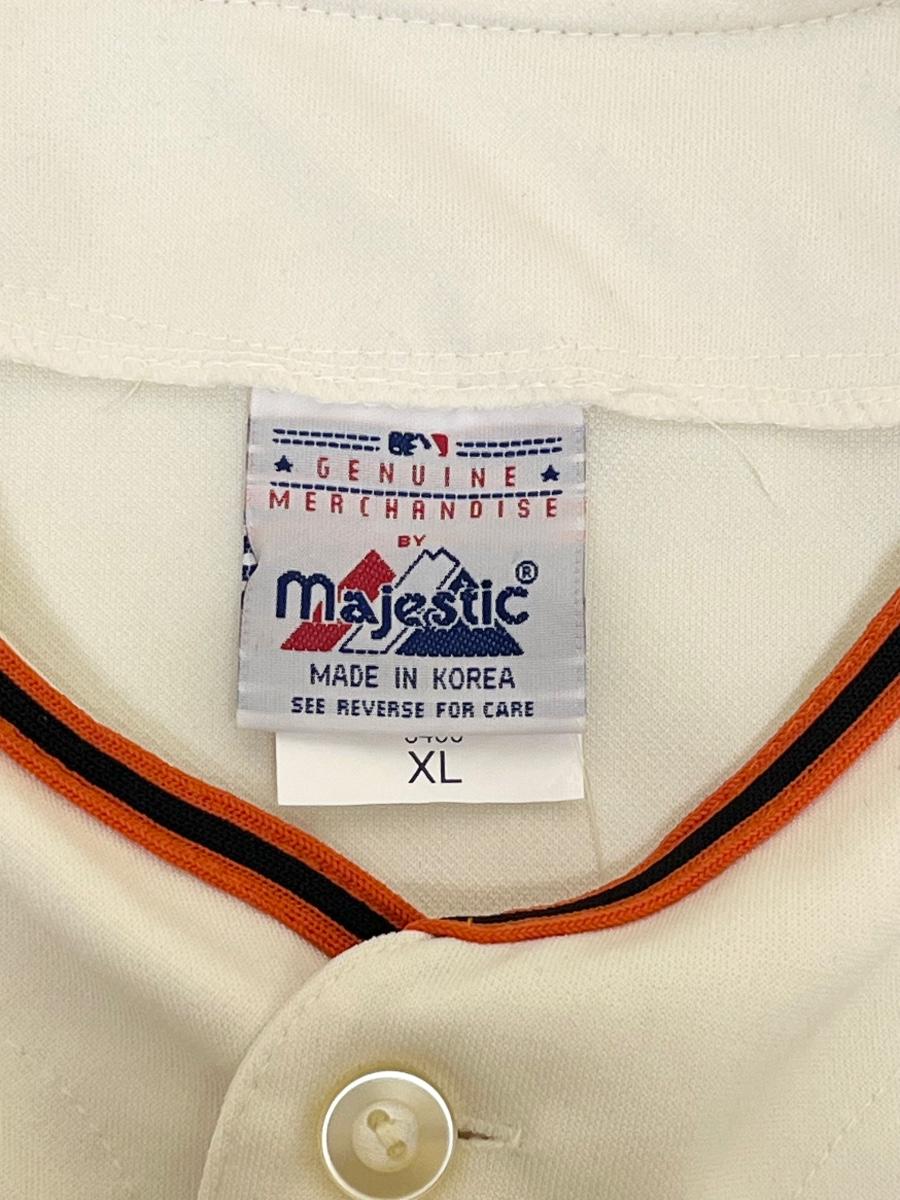 GENUINE
MERCHANDISE
BY
Majestic®
MADE IN KOREA
SEE REVERSE FOR CARE
XL